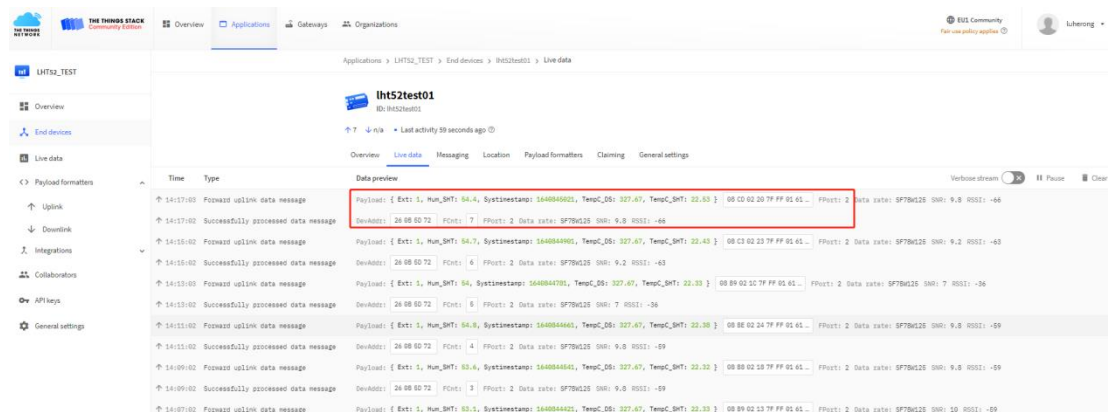 THE THINGS NETWORK
THE THINGS STACK
Community Edition
Overview
Applications
Gateways
Organizations
EU1 Community
Fair use policy applies
luherong
LHT52_TEST
Overview
End devices
Live data
Payload formatters
Uplink
Downlink
Integrations
Collaborators
API keys
General settings
Applications > LHT52_TEST > End devices > lht52test01 > Live data
lht52test01
ID: lht52test01
↑ 7 ↓ n/a • Last activity 59 seconds ago
Overview Live data Messaging Location Payload formatters Claiming General settings
Time Type Data preview Verbose stream Pause Clear
↑ 14:17:03 Forward uplink data message Payload: { Ext: 1, Hum_SHT: 54.4, Systimestamp: 1640845021, TempC_DS: 327.67, TempC_SHT: 22.53 } 08 CD 02 20 7F FF 01 61 … FPort: 2 Data rate: SF7BW125 SNR: 9.8 RSSI: -66
↑ 14:17:02 Successfully processed data message DevAddr: 26 0B 5D 72 FCnt: 7 FPort: 2 Data rate: SF7BW125 SNR: 9.8 RSSI: -66
↑ 14:15:02 Forward uplink data message Payload: { Ext: 1, Hum_SHT: 54.7, Systimestamp: 1640844901, TempC_DS: 327.67, TempC_SHT: 22.43 } 08 C3 02 23 7F FF 01 61 … FPort: 2 Data rate: SF7BW125 SNR: 9.2 RSSI: -63
↑ 14:15:02 Successfully processed data message DevAddr: 26 0B 5D 72 FCnt: 6 FPort: 2 Data rate: SF7BW125 SNR: 9.2 RSSI: -63
↑ 14:13:03 Forward uplink data message Payload: { Ext: 1, Hum_SHT: 54, Systimestamp: 1640844781, TempC_DS: 327.67, TempC_SHT: 22.33 } 08 B9 02 1C 7F FF 01 61 … FPort: 2 Data rate: SF7BW125 SNR: 7 RSSI: -36
↑ 14:13:02 Successfully processed data message DevAddr: 26 0B 5D 72 FCnt: 5 FPort: 2 Data rate: SF7BW125 SNR: 7 RSSI: -36
↑ 14:11:02 Forward uplink data message Payload: { Ext: 1, Hum_SHT: 54.8, Systimestamp: 1640844661, TempC_DS: 327.67, TempC_SHT: 22.38 } 08 BE 02 24 7F FF 01 61 … FPort: 2 Data rate: SF7BW125 SNR: 9.8 RSSI: -59
↑ 14:11:02 Successfully processed data message DevAddr: 26 0B 5D 72 FCnt: 4 FPort: 2 Data rate: SF7BW125 SNR: 9.8 RSSI: -59
↑ 14:09:02 Forward uplink data message Payload: { Ext: 1, Hum_SHT: 53.6, Systimestamp: 1640844541, TempC_DS: 327.67, TempC_SHT: 22.32 } 08 B8 02 18 7F FF 01 61 … FPort: 2 Data rate: SF7BW125 SNR: 9.8 RSSI: -59
↑ 14:09:02 Successfully processed data message DevAddr: 26 0B 5D 72 FCnt: 3 FPort: 2 Data rate: SF7BW125 SNR: 9.8 RSSI: -59
↑ 14:07:02 Forward uplink data message Payload: { Ext: 1, Hum_SHT: 53.1, Systimestamp: 1640844421, TempC_DS: 327.67, TempC_SHT: 22.33 } 08 B9 02 13 7F FF 01 61 … FPort: 2 Data rate: SF7BW125 SNR: 10 RSSI: -59